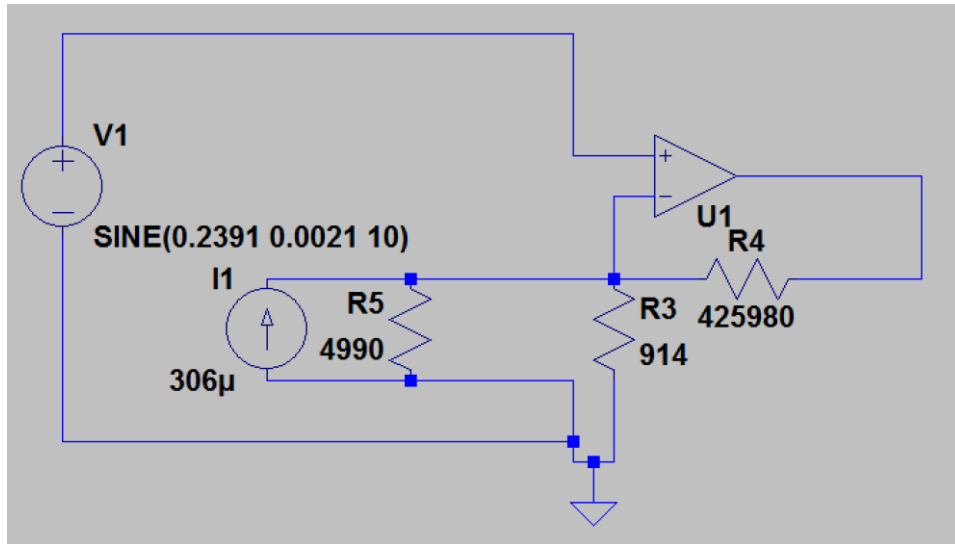 V1
+
−
SINE(0.2391 0.0021 10)
I1
306µ
R5
4990
R3
914
+
−
U1
R4
425980